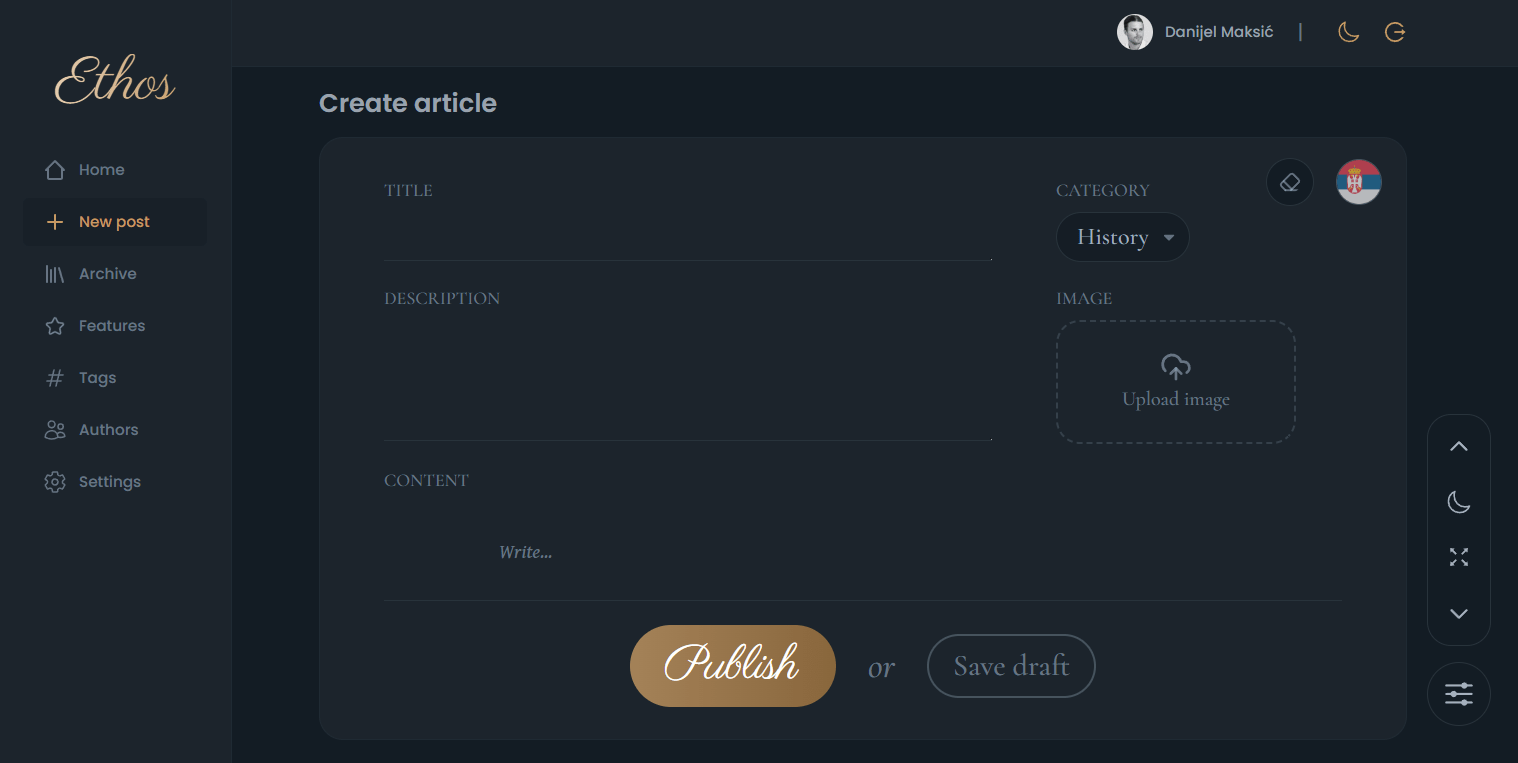 Ethos
Danijel Maksić
Home
New post
Archive
Features
Tags
Authors
Settings
Create article
TITLE
CATEGORY
History
DESCRIPTION
IMAGE
Upload image
CONTENT
Write...
Publish
or
Save draft